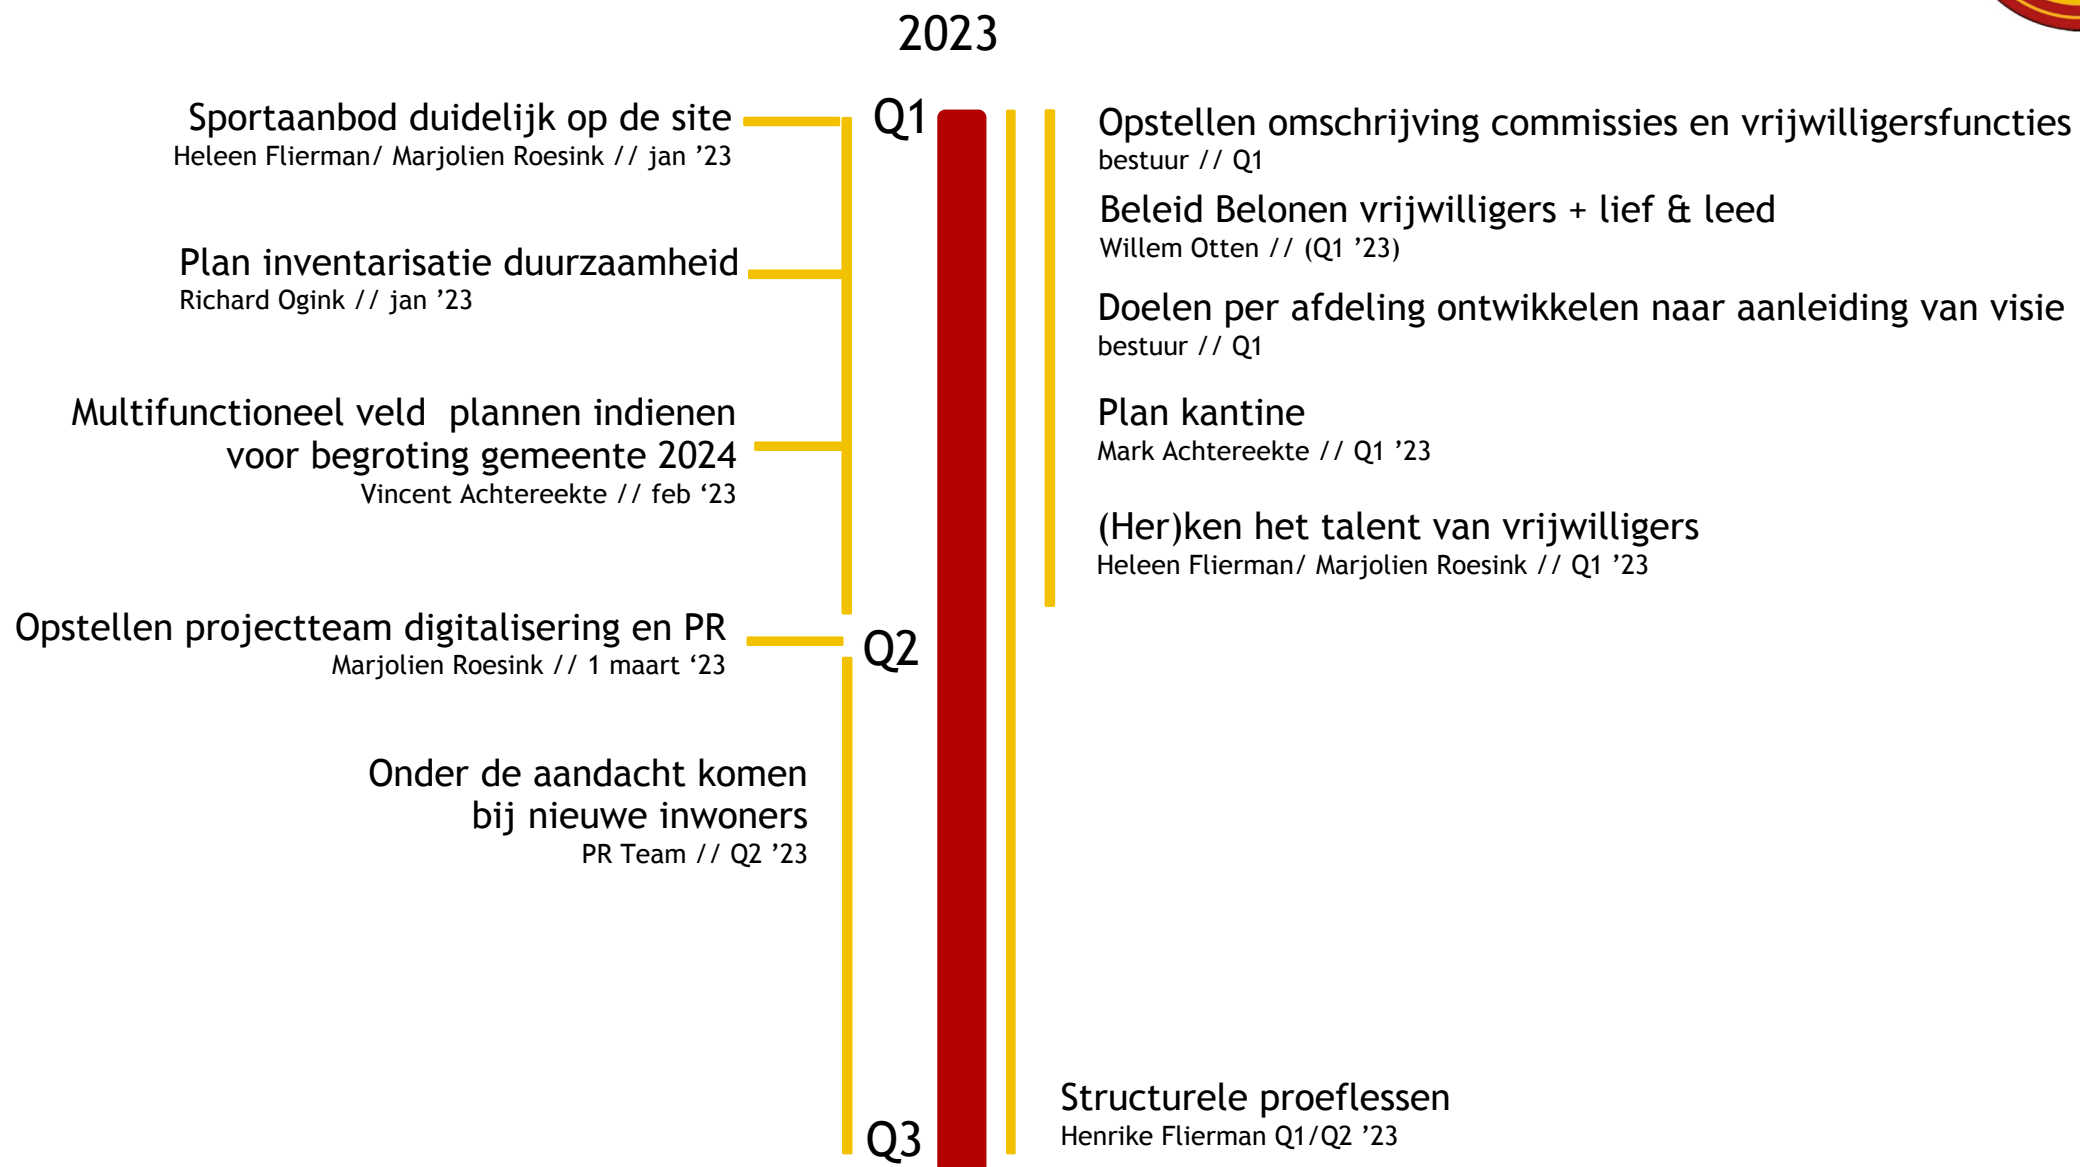 2023
Q1
Sportaanbod duidelijk op de site
Heleen Flierman/ Marjolien Roesink // jan ’23
Plan inventarisatie duurzaamheid
Richard Ogink // jan ’23
Multifunctioneel veld  plannen indienen
voor begroting gemeente 2024
Vincent Achtereekte // feb ‘23
Opstellen projectteam digitalisering en PR
Marjolien Roesink // 1 maart ‘23
Q2
Onder de aandacht komen
bij nieuwe inwoners
PR Team // Q2 ’23
Q3
Opstellen omschrijving commissies en vrijwilligersfuncties
bestuur // Q1
Beleid Belonen vrijwilligers + lief & leed
Willem Otten // (Q1 ’23)
Doelen per afdeling ontwikkelen naar aanleiding van visie
bestuur // Q1
Plan kantine
Mark Achtereekte // Q1 ’23
(Her)ken het talent van vrijwilligers
Heleen Flierman/ Marjolien Roesink // Q1 ’23
Structurele proeflessen
Henrike Flierman Q1/Q2 ’23